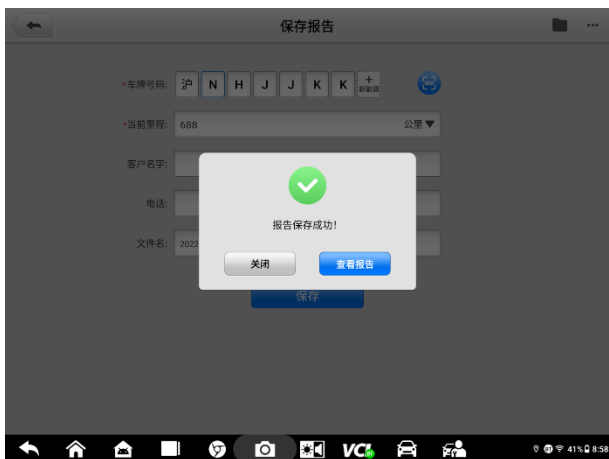 保存报告
*车牌号码: 沪 N H J J K K + 新能源
*当前里程: 688 公里▼
客户名字:
电话:
报告保存成功!
文件名: 2022
关闭 查看报告
保存
VCI 41% 8:58